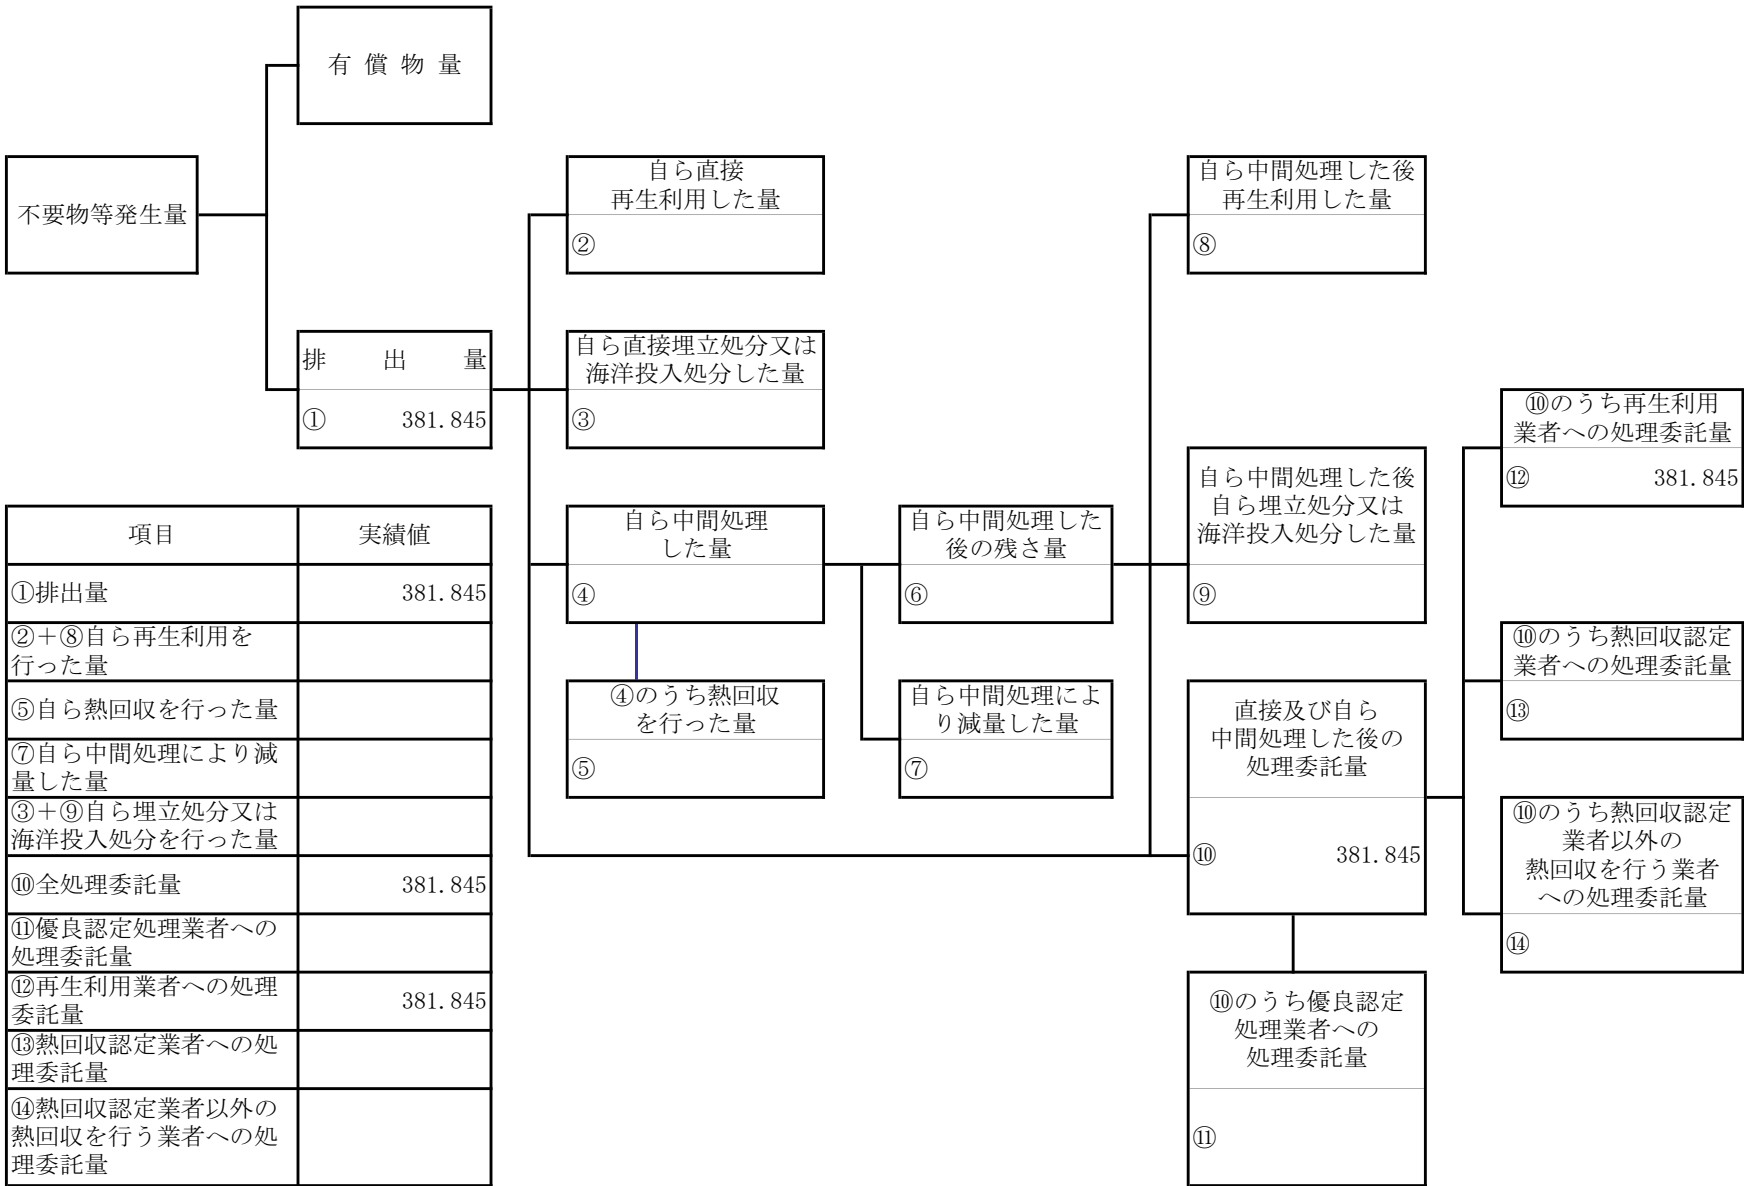 有償物量
不要物等発生量
排出量
① 381.845
自ら直接
再生利用した量
②
自ら直接埋立処分又は
海洋投入処分した量
③
自ら中間処理
した量
④
④のうち熱回収
を行った量
⑤
自ら中間処理した
後の残さ量
⑥
自ら中間処理によ
り減量した量
⑦
自ら中間処理した後
再生利用した量
⑧
自ら中間処理した後
自ら埋立処分又は
海洋投入処分した量
⑨
直接及び自ら
中間処理した後の
処理委託量
⑩ 381.845
⑩のうち優良認定
処理業者への
処理委託量
⑪
⑩のうち再生利用
業者への処理委託量
⑫ 381.845
⑩のうち熱回収認定
業者への処理委託量
⑬
⑩のうち熱回収認定
業者以外の
熱回収を行う業者
への処理委託量
⑭
項目 実績値
①排出量 381.845
②＋⑧自ら再生利用を
行った量
⑤自ら熱回収を行った量
⑦自ら中間処理により減
量した量
③＋⑨自ら埋立処分又は
海洋投入処分を行った量
⑩全処理委託量 381.845
⑪優良認定処理業者への
処理委託量
⑫再生利用業者への処理
委託量 381.845
⑬熱回収認定業者への処
理委託量
⑭熱回収認定業者以外の
熱回収を行う業者への処
理委託量